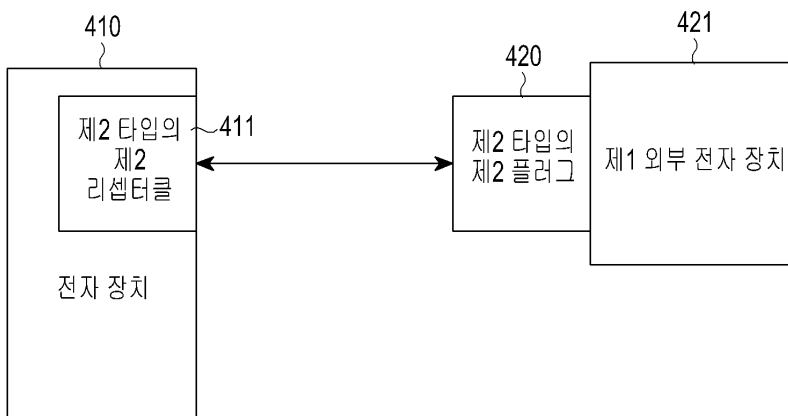 410
제2 타입의
제2
리셉터클
411
전자 장치
420
제2 타입의
제2 플러그
421
제1 외부 전자 장치